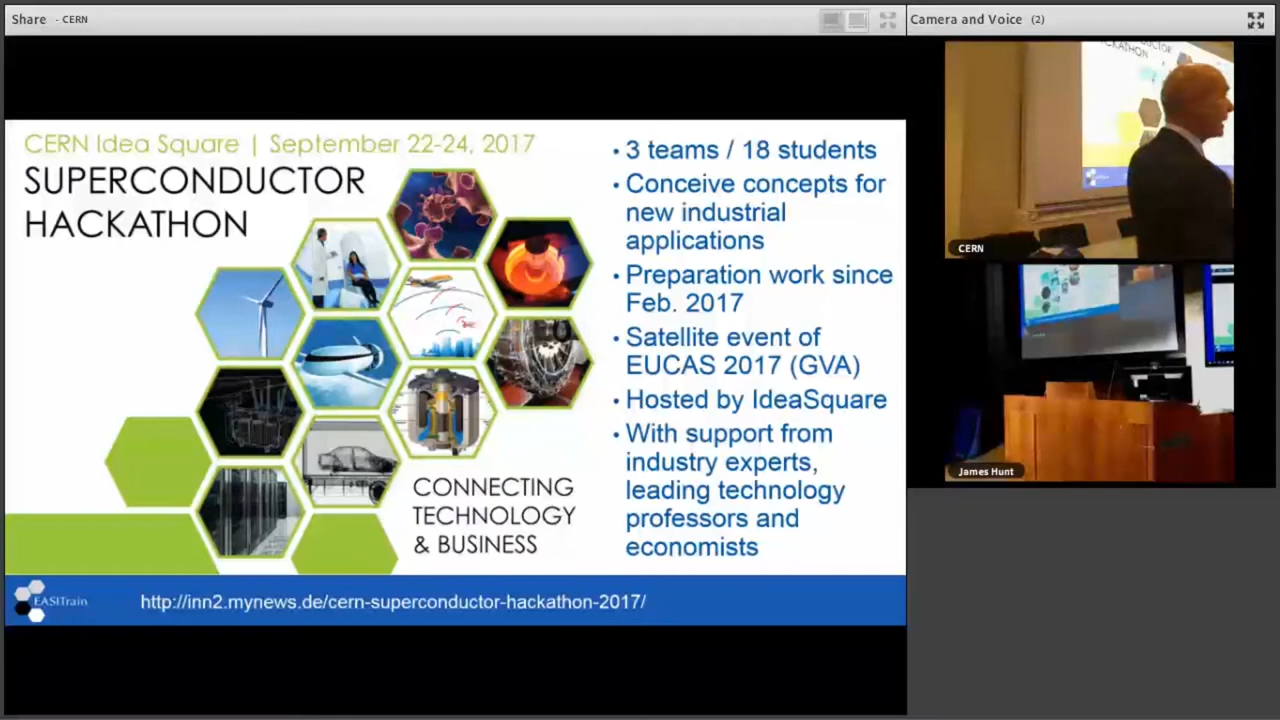 Share - CERN
Camera and Voice (2)
CERN Idea Square | September 22-24, 2017
SUPERCONDUCTOR
HACKATHON
CONNECTING
TECHNOLOGY
& BUSINESS
• 3 teams / 18 students
• Conceive concepts for
new industrial
applications
• Preparation work since
Feb. 2017
• Satellite event of
EUCAS 2017 (GVA)
• Hosted by IdeaSquare
• With support from
industry experts,
leading technology
professors and
economists
EASITrain
http://inn2.mynews.de/cern-superconductor-hackathon-2017/
HACKATHON
CERN
James Hunt